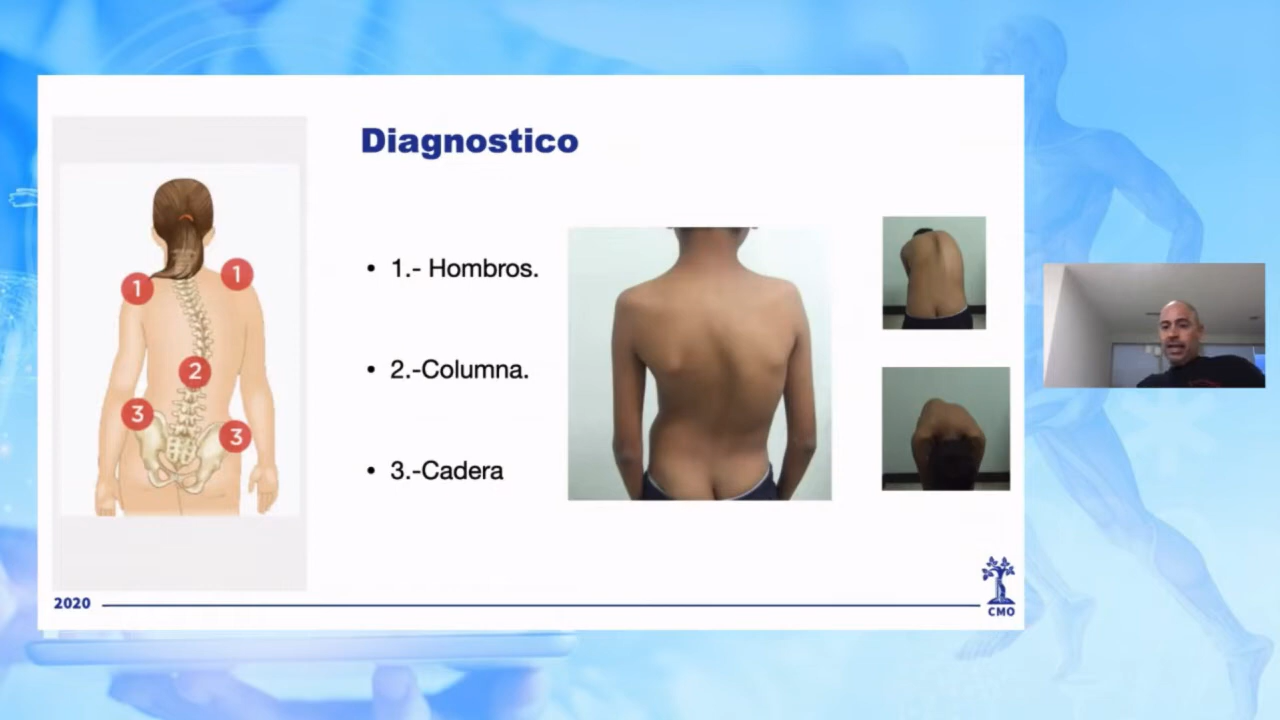 Diagnostico
1
1
2
3
3
• 1.- Hombros.
• 2.-Columna.
• 3.-Cadera
2020
CMO